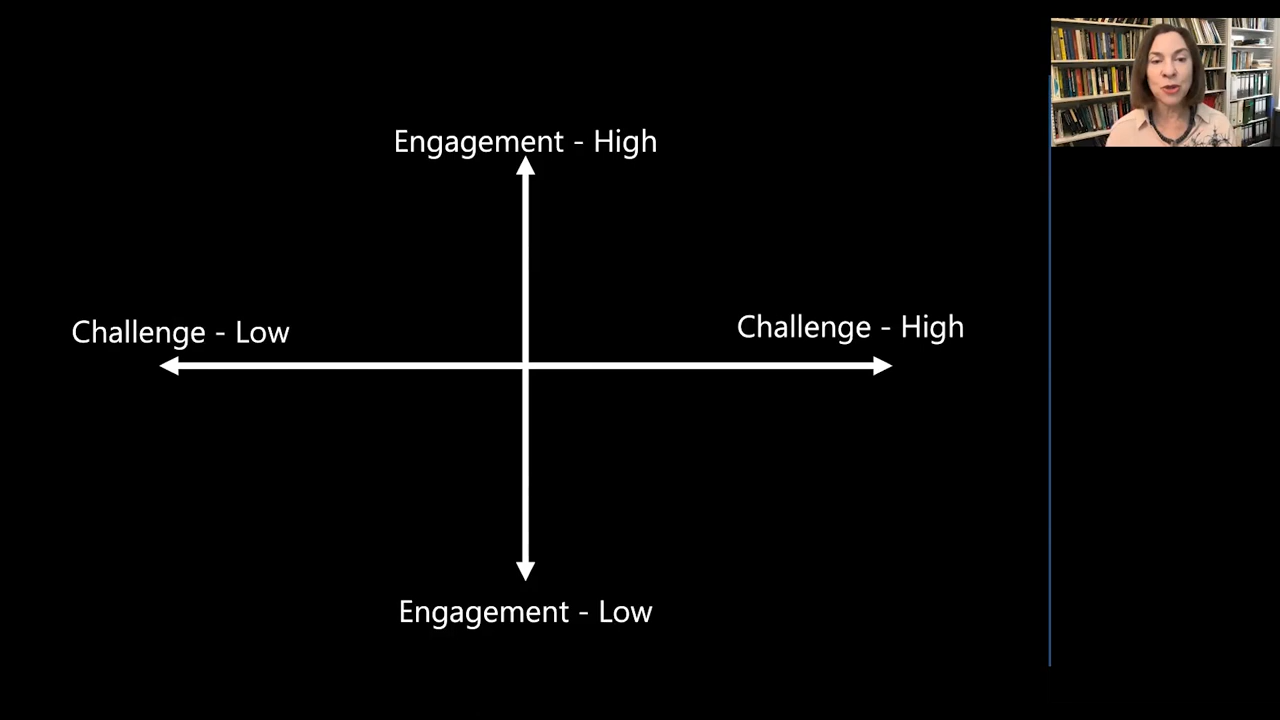 Engagement - High
Challenge - Low
Challenge - High
Engagement - Low